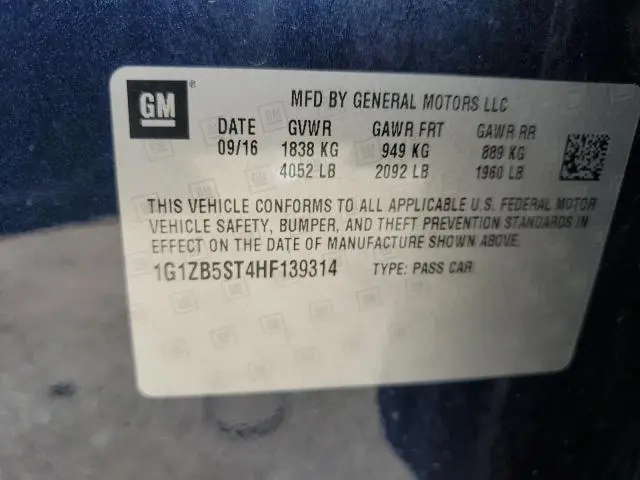 GM
®
MFD BY GENERAL MOTORS LLC
DATE GVWR GAWR FRT GAWR RR
09/16 1838 KG 949 KG 889 KG
4052 LB 2092 LB 1960 LB
THIS VEHICLE CONFORMS TO ALL APPLICABLE U.S. FEDERAL MOTOR
VEHICLE SAFETY, BUMPER, AND THEFT PREVENTION STANDARDS IN
EFFECT ON THE DATE OF MANUFACTURE SHOWN ABOVE.
1G1ZB5ST4HF139314 TYPE: PASS CAR